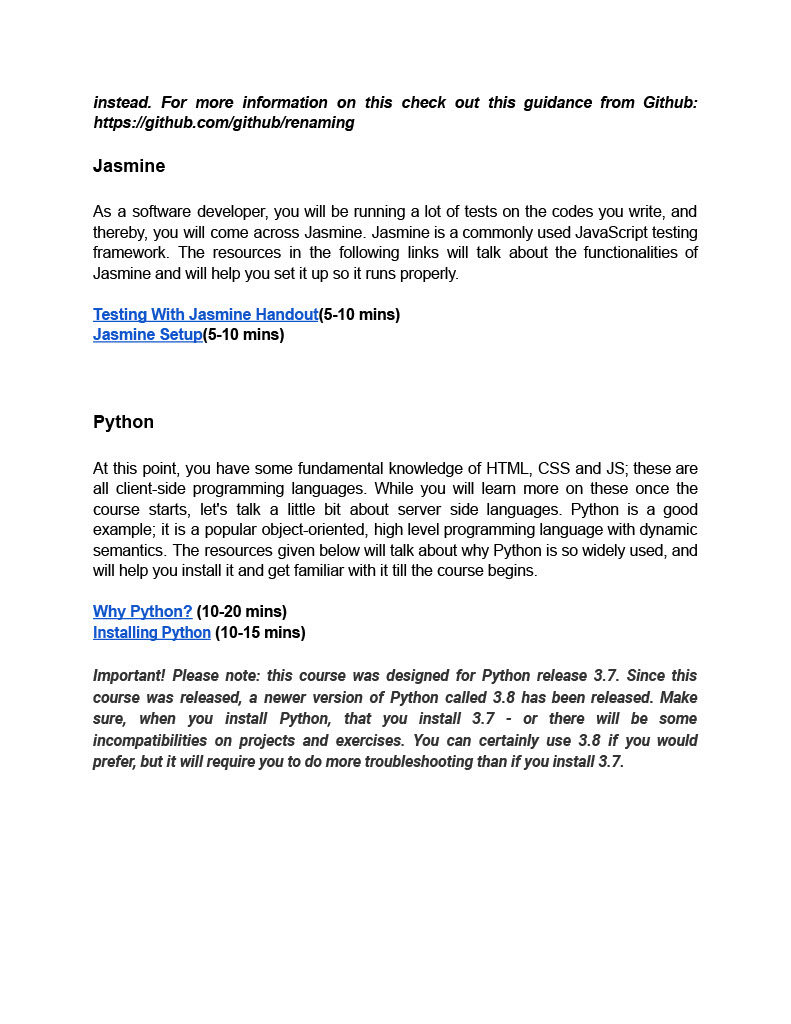 instead. For more information on this check out this guidance from Github:
https://github.com/github/renaming
Jasmine
As a software developer, you will be running a lot of tests on the codes you write, and
thereby, you will come across Jasmine. Jasmine is a commonly used JavaScript testing
framework. The resources in the following links will talk about the functionalities of
Jasmine and will help you set it up so it runs properly.
Testing With Jasmine Handout(5-10 mins)
Jasmine Setup(5-10 mins)
Python
At this point, you have some fundamental knowledge of HTML, CSS and JS; these are
all client-side programming languages. While you will learn more on these once the
course starts, let's talk a little bit about server side languages. Python is a good
example; it is a popular object-oriented, high level programming language with dynamic
semantics. The resources given below will talk about why Python is so widely used, and
will help you install it and get familiar with it till the course begins.
Why Python? (10-20 mins)
Installing Python (10-15 mins)
Important! Please note: this course was designed for Python release 3.7. Since this
course was released, a newer version of Python called 3.8 has been released. Make
sure, when you install Python, that you install 3.7 - or there will be some
incompatibilities on projects and exercises. You can certainly use 3.8 if you would
prefer, but it will require you to do more troubleshooting than if you install 3.7.